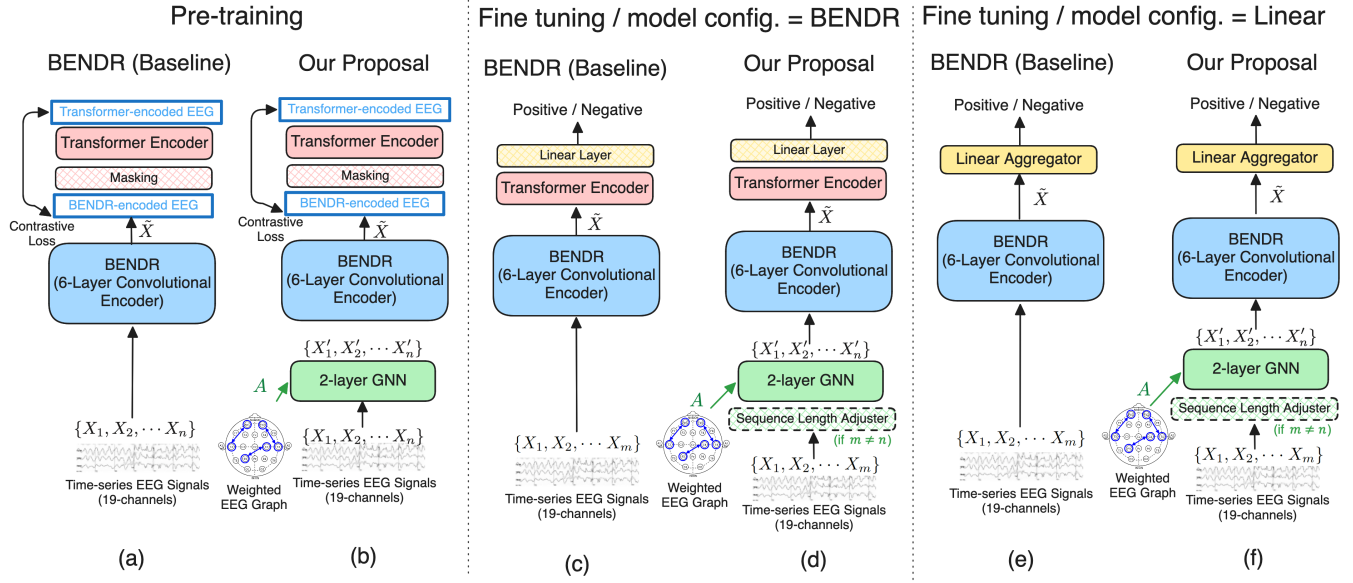 Pre-training
BENDR (Baseline)
Transformer-encoded EEG
Transformer Encoder
Masking
BENDR-encoded EEG
Contrastive
Loss
X̃
BENDR
(6-Layer Convolutional
Encoder)
{X₁, X₂, ⋯ Xₙ}
Time-series EEG Signals
(19-channels)
(a)
Our Proposal
Transformer-encoded EEG
Transformer Encoder
Masking
BENDR-encoded EEG
Contrastive
Loss
X̃
BENDR
(6-Layer Convolutional
Encoder)
{X′₁, X′₂, ⋯ X′ₙ}
2-layer GNN
A
{X₁, X₂, ⋯ Xₙ}
Weighted
EEG Graph
Time-series EEG Signals
(19-channels)
(b)
Fine tuning / model config. = BENDR
BENDR (Baseline)
Positive / Negative
Linear Layer
Transformer Encoder
X̃
BENDR
(6-Layer Convolutional
Encoder)
{X₁, X₂, ⋯ Xₘ}
Time-series EEG Signals
(19-channels)
(c)
Our Proposal
Positive / Negative
Linear Layer
Transformer Encoder
X̃
BENDR
(6-Layer Convolutional
Encoder)
{X′₁, X′₂, ⋯ X′ₙ}
2-layer GNN
A
Sequence Length Adjuster
(if m ≠ n)
{X₁, X₂, ⋯ Xₘ}
Weighted
EEG Graph
Time-series EEG Signals
(19-channels)
(d)
Fine tuning / model config. = Linear
BENDR (Baseline)
Positive / Negative
Linear Aggregator
X̃
BENDR
(6-Layer Convolutional
Encoder)
{X₁, X₂, ⋯ Xₘ}
Time-series EEG Signals
(19-channels)
(e)
Our Proposal
Positive / Negative
Linear Aggregator
X̃
BENDR
(6-Layer Convolutional
Encoder)
{X′₁, X′₂, ⋯ X′ₙ}
2-layer GNN
A
Sequence Length Adjuster
(if m ≠ n)
{X₁, X₂, ⋯ Xₘ}
Weighted
EEG Graph
Time-series EEG Signals
(19-channels)
(f)